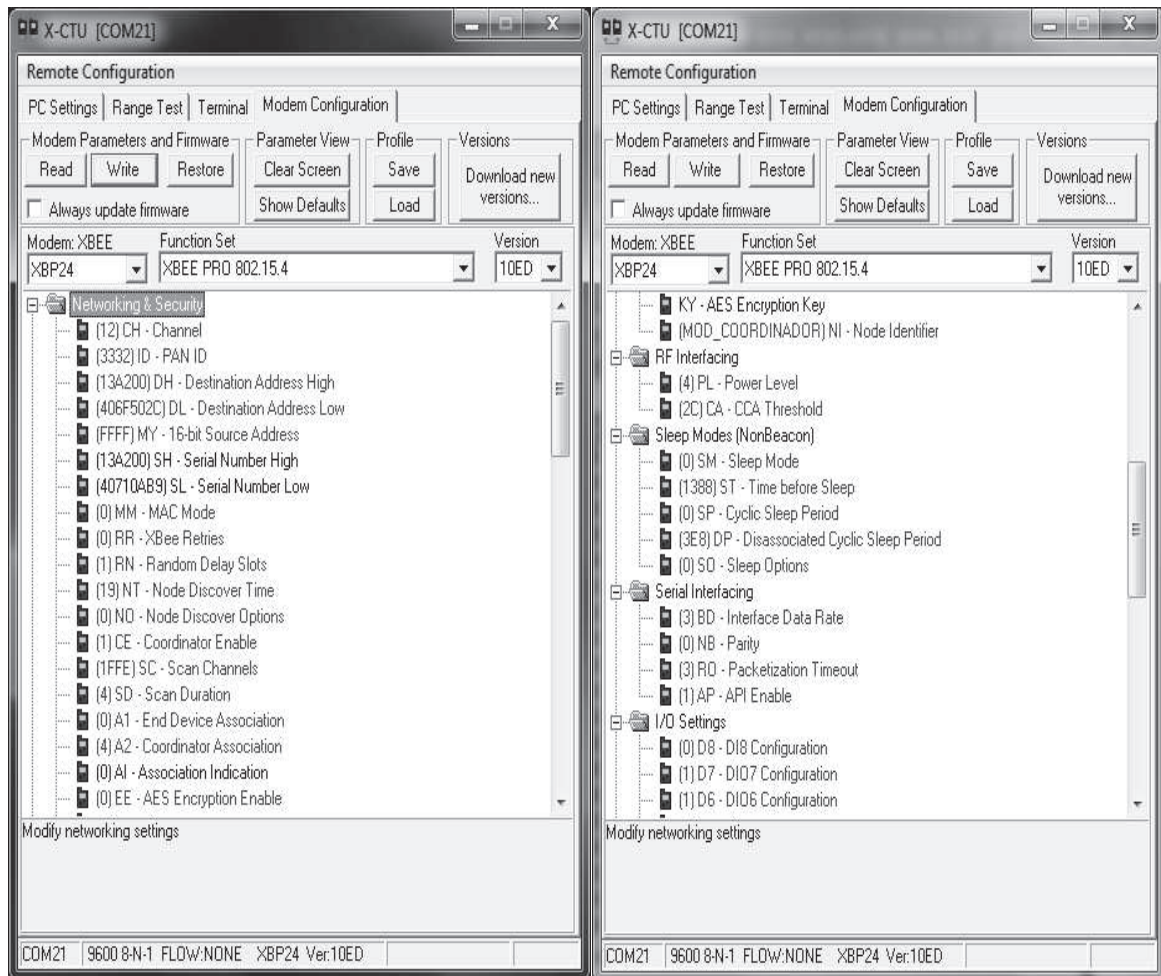 X-CTU [COM21]
Remote Configuration
PC Settings Range Test Terminal Modem Configuration
Modem Parameters and Firmware Parameter View Profile Versions
Read Write Restore Clear Screen Save Download new versions...
Always update firmware Show Defaults Load
Modem: XBEE Function Set Version
XBP24 XBEE PRO 802.15.4 10ED
Networking & Security
(12) CH - Channel
(3332) ID - PAN ID
(13A200) DH - Destination Address High
(406F502C) DL - Destination Address Low
(FFFF) MY - 16-bit Source Address
(13A200) SH - Serial Number High
(40710AB9) SL - Serial Number Low
(0) MM - MAC Mode
(0) RR - XBee Retries
(1) RN - Random Delay Slots
(19) NT - Node Discover Time
(0) NO - Node Discover Options
(1) CE - Coordinator Enable
(1FFE) SC - Scan Channels
(4) SD - Scan Duration
(0) A1 - End Device Association
(4) A2 - Coordinator Association
(0) AI - Association Indication
(0) EE - AES Encryption Enable
Modify networking settings
COM21 9600 8-N-1 FLOW:NONE XBP24 Ver:10ED
X-CTU [COM21]
Remote Configuration
PC Settings Range Test Terminal Modem Configuration
Modem Parameters and Firmware Parameter View Profile Versions
Read Write Restore Clear Screen Save Download new versions...
Always update firmware Show Defaults Load
Modem: XBEE Function Set Version
XBP24 XBEE PRO 802.15.4 10ED
KY - AES Encryption Key
(MOD_COORDINADOR) NI - Node Identifier
RF Interfacing
(4) PL - Power Level
(2C) CA - CCA Threshold
Sleep Modes (NonBeacon)
(0) SM - Sleep Mode
(1388) ST - Time before Sleep
(0) SP - Cyclic Sleep Period
(3E8) DP - Disassociated Cyclic Sleep Period
(0) SO - Sleep Options
Serial Interfacing
(3) BD - Interface Data Rate
(0) NB - Parity
(3) RO - Packetization Timeout
(1) AP - API Enable
I/O Settings
(0) D8 - DI8 Configuration
(1) D7 - DIO7 Configuration
(1) D6 - DIO6 Configuration
Modify networking settings
COM21 9600 8-N-1 FLOW:NONE XBP24 Ver:10ED